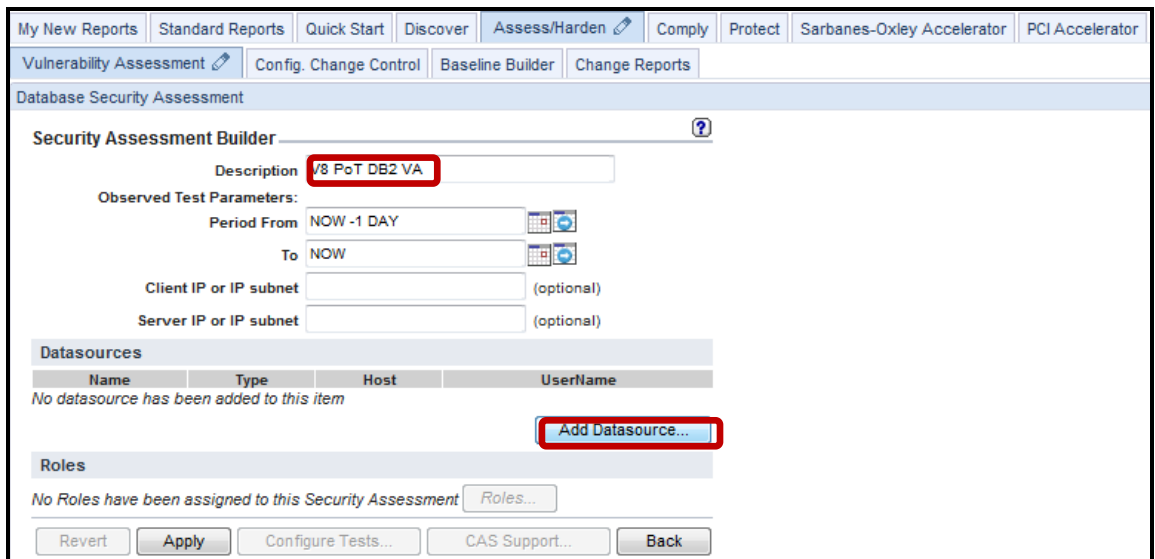 My New Reports Standard Reports Quick Start Discover Assess/Harden Comply Protect Sarbanes-Oxley Accelerator PCI Accelerator
Vulnerability Assessment Config. Change Control Baseline Builder Change Reports
Database Security Assessment
Security Assessment Builder ?
Description V8 PoT DB2 VA
Observed Test Parameters:
Period From NOW -1 DAY
To NOW
Client IP or IP subnet (optional)
Server IP or IP subnet (optional)
Datasources
Name Type Host UserName
No datasource has been added to this item
Add Datasource...
Roles
No Roles have been assigned to this Security Assessment Roles...
Revert Apply Configure Tests... CAS Support... Back